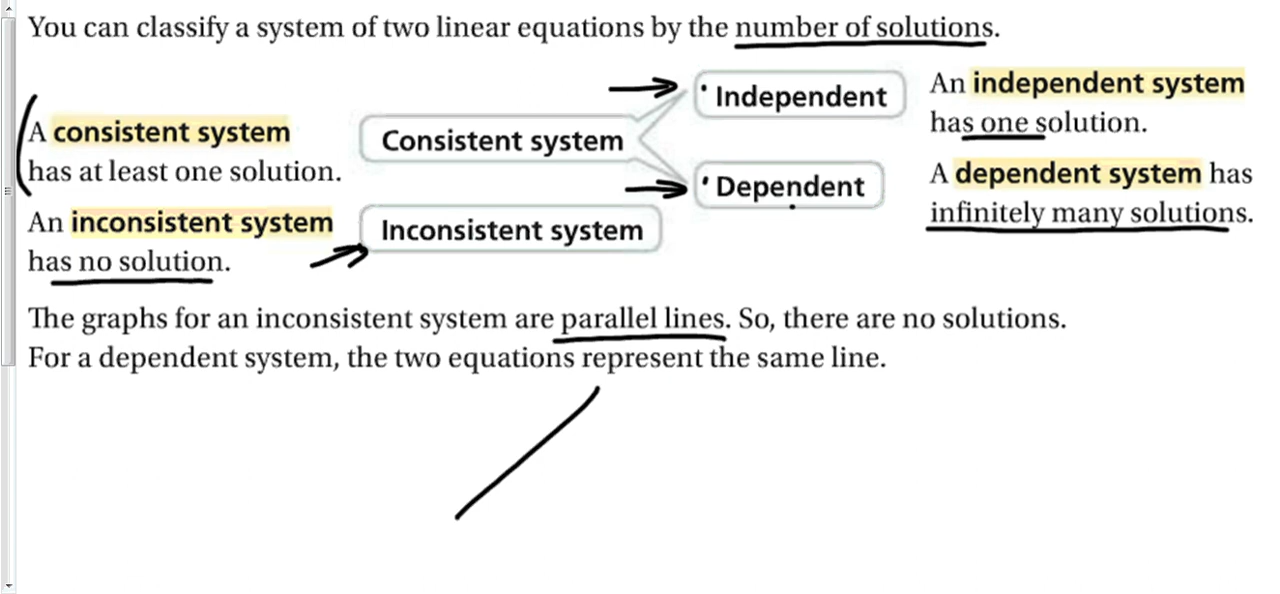 You can classify a system of two linear equations by the number of solutions.
A consistent system
has at least one solution.
An inconsistent system
has no solution.
Consistent system
Inconsistent system
Independent
Dependent
An independent system
has one solution.
A dependent system has
infinitely many solutions.
The graphs for an inconsistent system are parallel lines. So, there are no solutions.
For a dependent system, the two equations represent the same line.